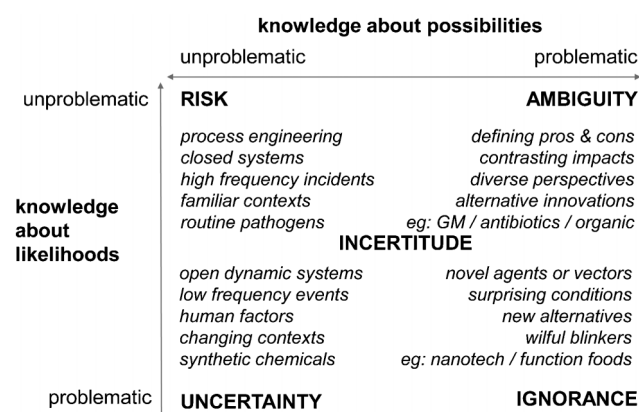 knowledge about possibilities
unproblematic problematic
unproblematic RISK AMBIGUITY
process engineering defining pros & cons
closed systems contrasting impacts
high frequency incidents diverse perspectives
familiar contexts alternative innovations
routine pathogens eg: GM / antibiotics / organic
knowledge
about
likelihoods
INCERTITUDE
open dynamic systems novel agents or vectors
low frequency events surprising conditions
human factors new alternatives
changing contexts wilful blinkers
synthetic chemicals eg: nanotech / function foods
problematic UNCERTAINTY IGNORANCE